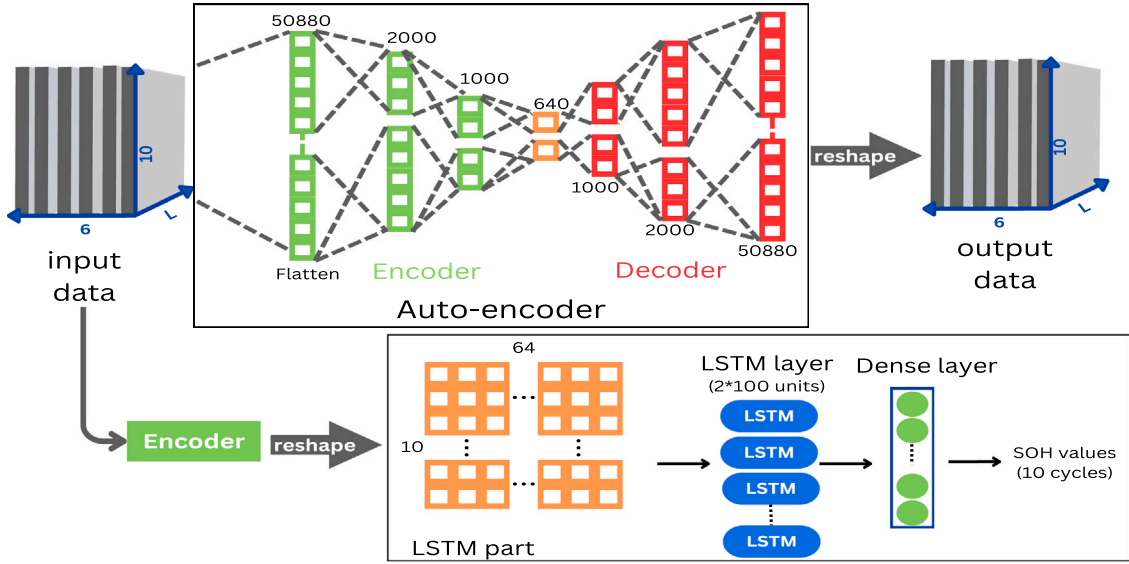 50880
2000
1000
640
1000
2000
50880
Flatten
Encoder
Decoder
Auto-encoder
10
6
L
input
data
reshape
10
6
L
output
data
Encoder
reshape
64
10
LSTM part
LSTM layer
(2*100 units)
LSTM
LSTM
LSTM
LSTM
Dense layer
SOH values
(10 cycles)